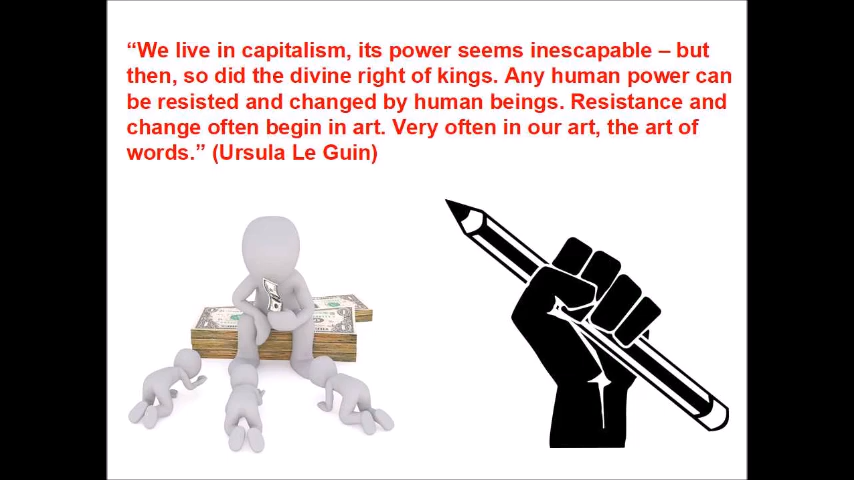 “We live in capitalism, its power seems inescapable – but
then, so did the divine right of kings. Any human power can
be resisted and changed by human beings. Resistance and
change often begin in art. Very often in our art, the art of
words.” (Ursula Le Guin)